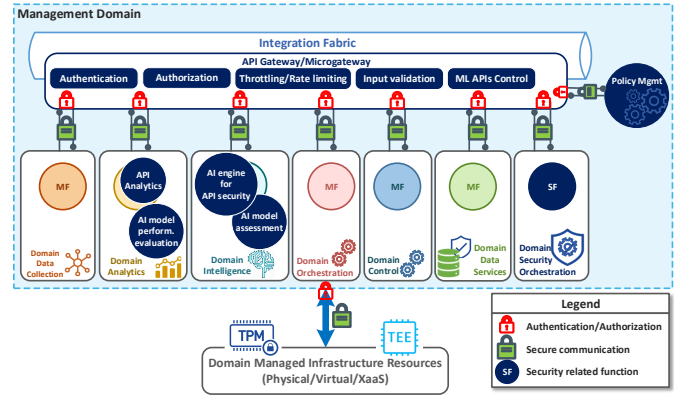 Management Domain
Integration Fabric
API Gateway/Microgateway
Authentication
Authorization
Throttling/Rate limiting
Input validation
ML APIs Control
Policy Mgmt
MF
Domain
Data
Collection
API
Analytics
AI model
perform.
evaluation
Domain
Analytics
AI engine
for
API security
AI model
assessment
Domain
Intelligence
MF
Domain
Orchestration
MF
Domain
Control
MF
Domain
Data
Services
SF
Domain
Security
Orchestration
TPM
TEE
Domain Managed Infrastructure Resources
(Physical/Virtual/XaaS)
Legend
Authentication/Authorization
Secure communication
SF
Security related function